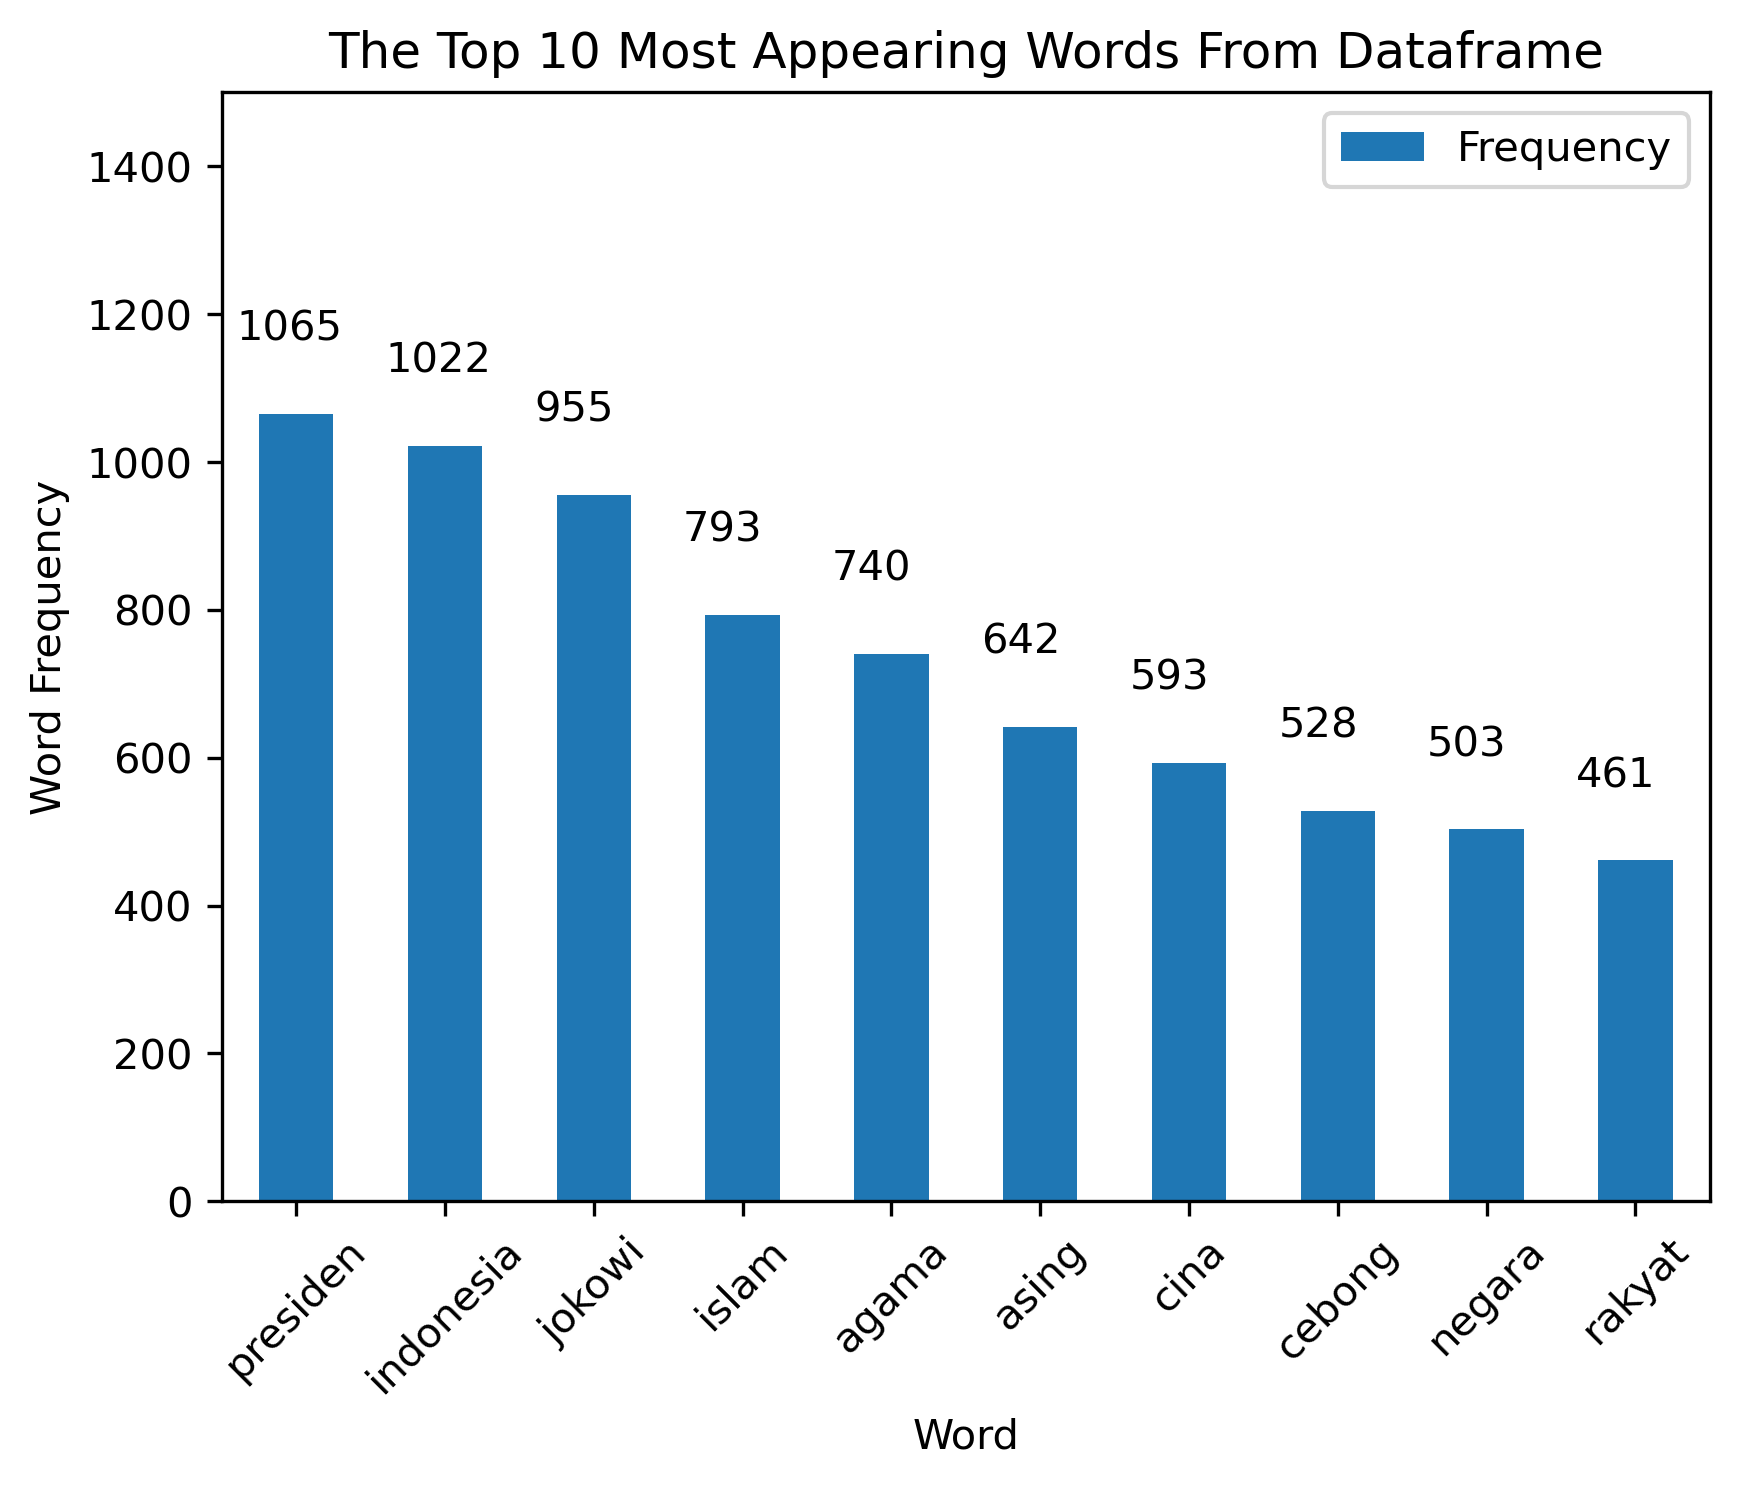 The Top 10 Most Appearing Words From Dataframe
Frequency
1400
1200
1000
800
600
400
200
0
Word Frequency
1065
1022
955
793
740
642
593
528
503
461
presiden
indonesia
jokowi
islam
agama
asing
cina
cebong
negara
rakyat
Word